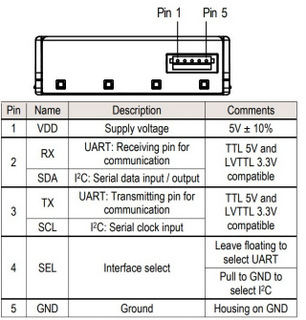 Pin 1 Pin 5
Pin Name Description Comments
1 VDD Supply voltage 5V ± 10%
2 RX UART: Receiving pin for communication TTL 5V and LVTTL 3.3V compatible
SDA I²C: Serial data input / output
3 TX UART: Transmitting pin for communication TTL 5V and LVTTL 3.3V compatible
SCL I²C: Serial clock input
4 SEL Interface select Leave floating to select UART
Pull to GND to select I²C
5 GND Ground Housing on GND